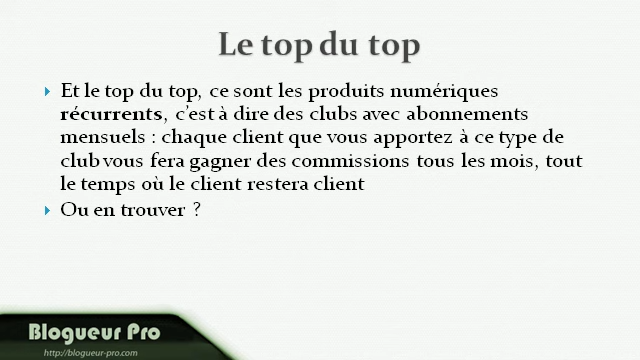 Le top du top
Et le top du top, ce sont les produits numériques
récurrents, c’est à dire des clubs avec abonnements
mensuels : chaque client que vous apportez à ce type de
club vous fera gagner des commissions tous les mois, tout
le temps où le client restera client
Ou en trouver ?
Blogueur Pro
http://blogueur-pro.com